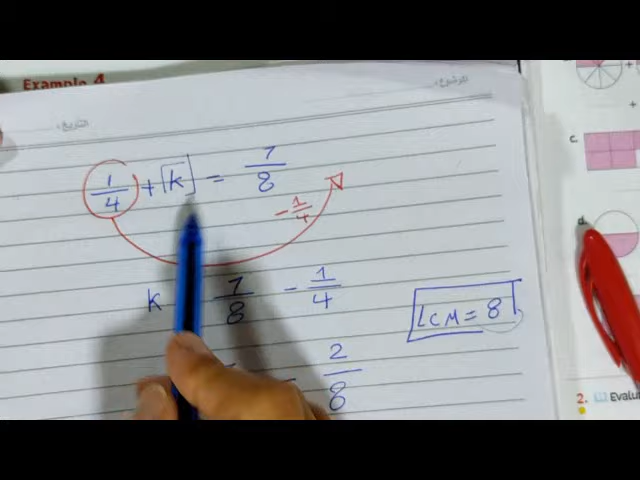 Example 4
التاريخ:
الموضوع:
1/4 + k = 7/8
- 1/4
k 7/8 - 1/4
LCM = 8
- 2/8
c.
d.
2. Evalu